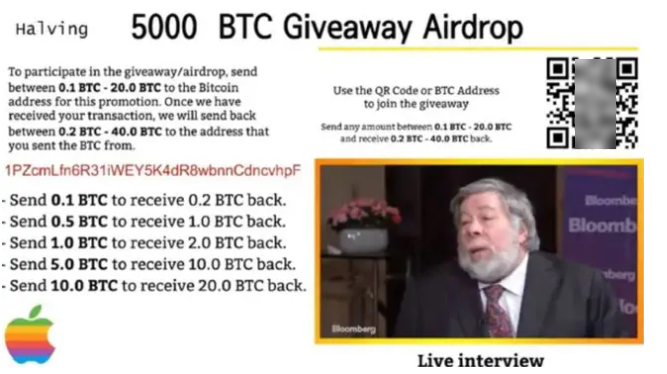 Halving
5000 BTC Giveaway Airdrop
To participate in the giveaway/airdrop, send
between 0.1 BTC - 20.0 BTC to the Bitcoin
address for this promotion. Once we have
received your transaction, we will send back
between 0.2 BTC - 40.0 BTC to the address that
you sent the BTC from.
1PZcmLfn6R31iWEY5K4dR8wbnnCdncvhpF
- Send 0.1 BTC to receive 0.2 BTC back.
- Send 0.5 BTC to receive 1.0 BTC back.
- Send 1.0 BTC to receive 2.0 BTC back.
- Send 5.0 BTC to receive 10.0 BTC back.
- Send 10.0 BTC to receive 20.0 BTC back.
Use the QR Code or BTC Address
to join the giveaway
Send any amount between 0.1 BTC - 20.0 BTC
and receive 0.2 BTC - 40.0 BTC back.
Bloombe
Bloomb
berg
Bloomberg
Live interview